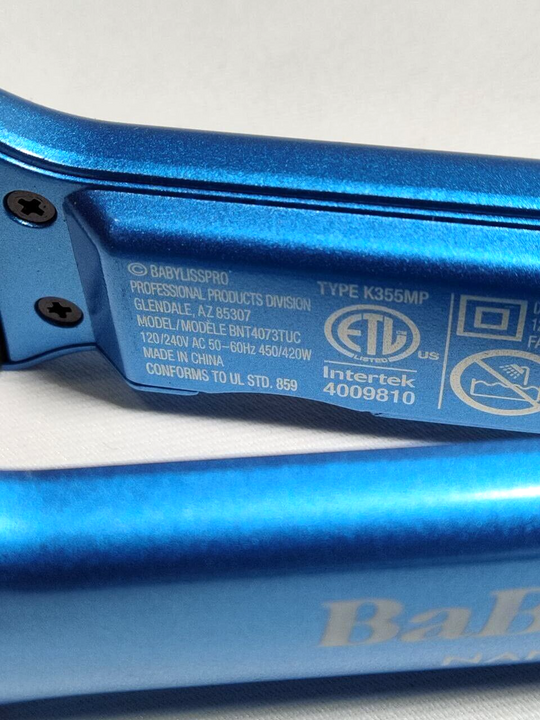 © BABYLISSPRO®
PROFESSIONAL PRODUCTS DIVISION
GLENDALE, AZ 85307
MODEL/MODÈLE BNT4073TUC
120/240V AC 50-60Hz 450/420W
MADE IN CHINA
CONFORMS TO UL STD. 859
TYPE K355MP
ETL
LISTED
US
Intertek
4009810
BaB